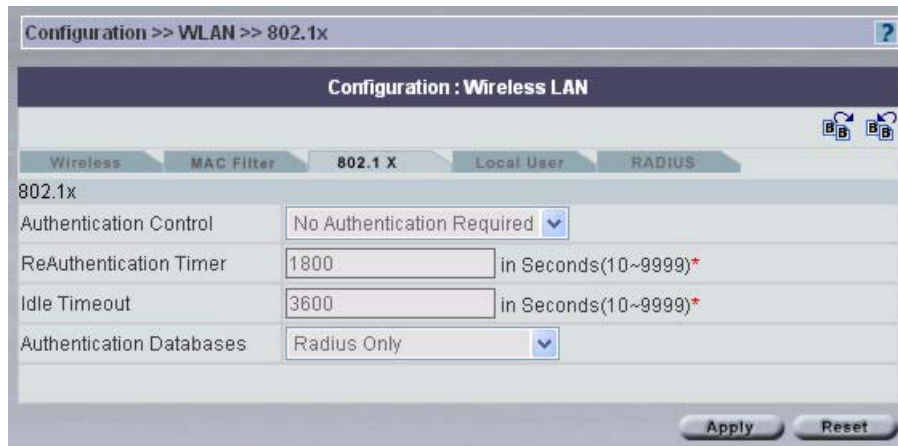 Configuration >> WLAN >> 802.1x ?
Configuration : Wireless LAN
B B B B
Wireless MAC Filter 802.1 X Local User RADIUS
802.1x
Authentication Control No Authentication Required
ReAuthentication Timer 1800 in Seconds(10~9999)*
Idle Timeout 3600 in Seconds(10~9999)*
Authentication Databases Radius Only
Apply Reset